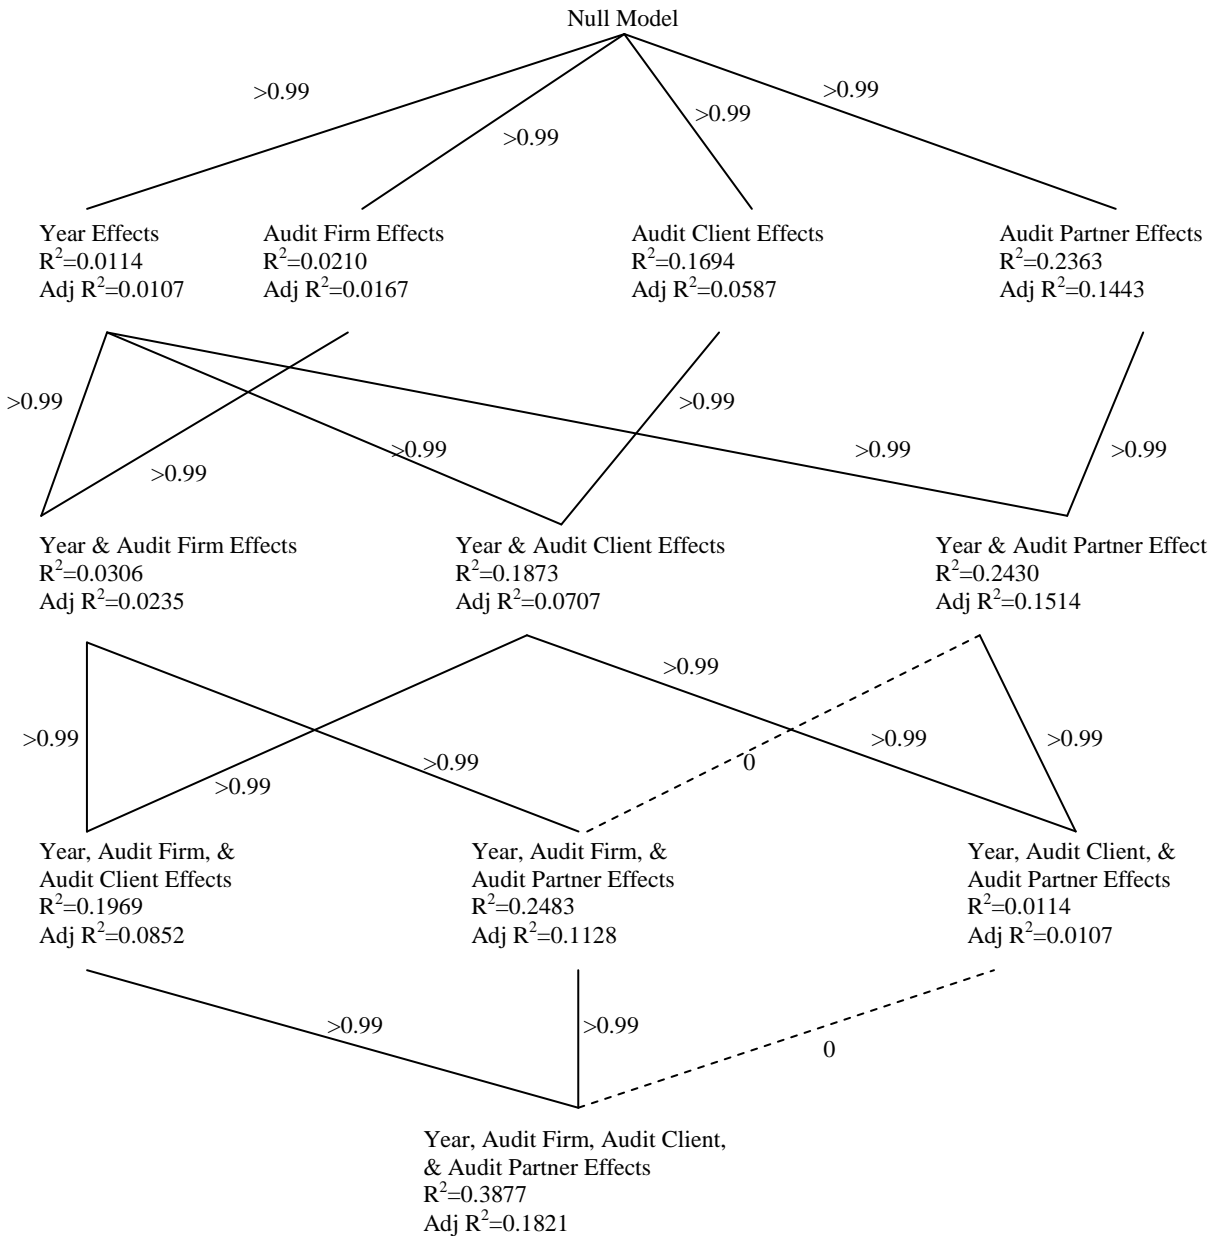 Null Model
>0.99
>0.99
>0.99
>0.99
Year Effects
R²=0.0114
Adj R²=0.0107
Audit Firm Effects
R²=0.0210
Adj R²=0.0167
Audit Client Effects
R²=0.1694
Adj R²=0.0587
Audit Partner Effects
R²=0.2363
Adj R²=0.1443
>0.99
>0.99
>0.99
>0.99
>0.99
>0.99
Year & Audit Firm Effects
R²=0.0306
Adj R²=0.0235
Year & Audit Client Effects
R²=0.1873
Adj R²=0.0707
Year & Audit Partner Effect
R²=0.2430
Adj R²=0.1514
>0.99
>0.99
>0.99
>0.99
0
>0.99
>0.99
Year, Audit Firm, &
Audit Client Effects
R²=0.1969
Adj R²=0.0852
Year, Audit Firm, &
Audit Partner Effects
R²=0.2483
Adj R²=0.1128
Year, Audit Client, &
Audit Partner Effects
R²=0.0114
Adj R²=0.0107
>0.99
>0.99
0
Year, Audit Firm, Audit Client,
& Audit Partner Effects
R²=0.3877
Adj R²=0.1821